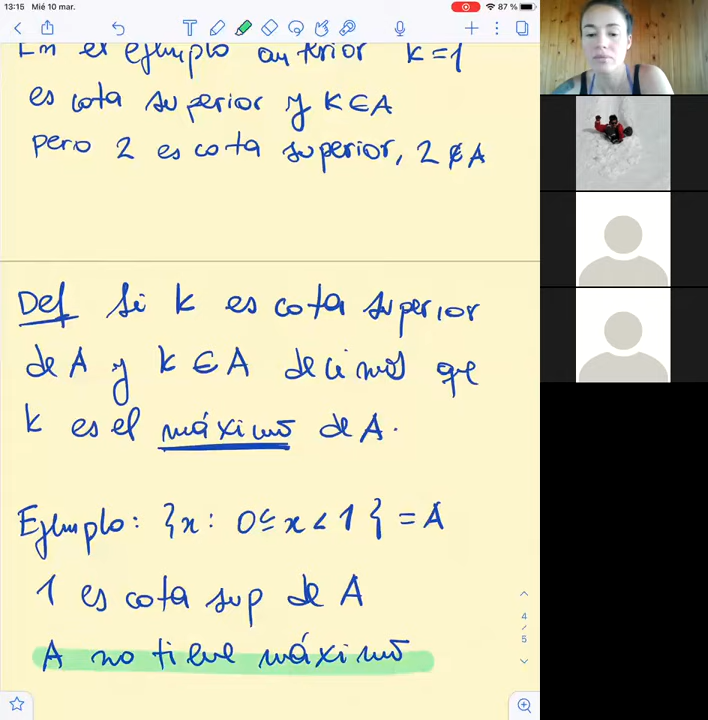 13:15 Mié 10 mar.
87 %
En el ejemplo anterior k=1
es cota superior y k∈A
pero 2 es cota superior, 2∉A
Def Si k es cota superior
de A y k∈A decimos que
k es el máximo de A.
Ejemplo: {x: 0≤x<1} = A
1 es cota sup de A
A no tiene máximo
4
/
5